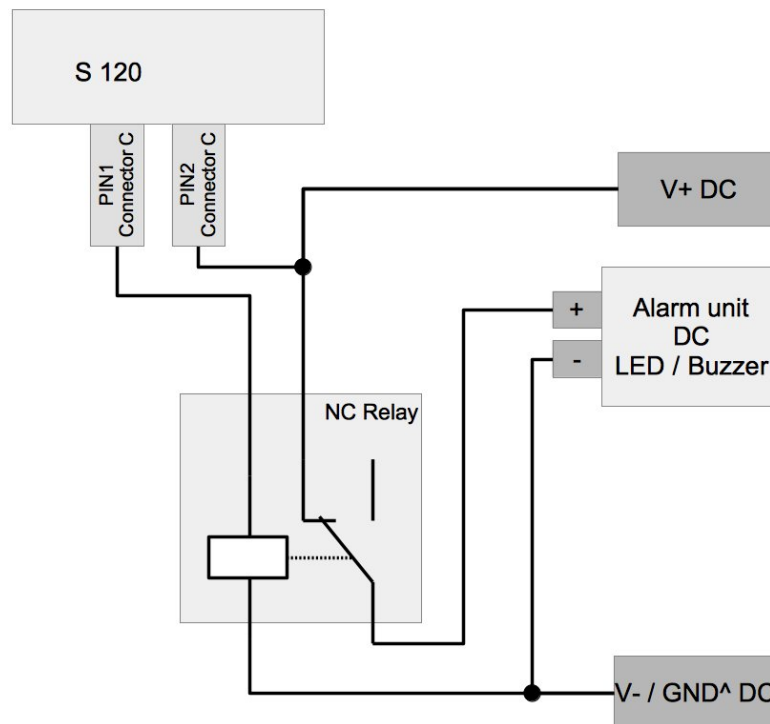 S 120
PIN1
Connector C
PIN2
Connector C
V+ DC
+
Alarm unit
DC
LED / Buzzer
-
NC Relay
V- / GND^ DC